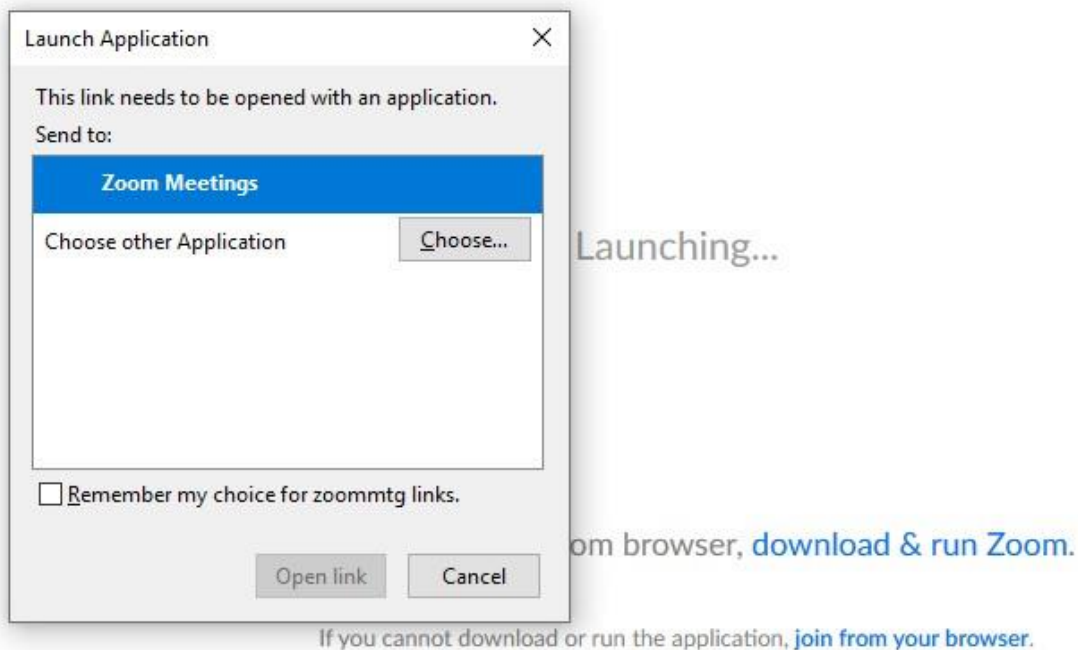 Launch Application
This link needs to be opened with an application.
Send to:
Zoom Meetings
Choose other Application Choose...
Launching...
Remember my choice for zoommtg links.
browser, download & run Zoom.
Open link Cancel
If you cannot download or run the application, join from your browser.